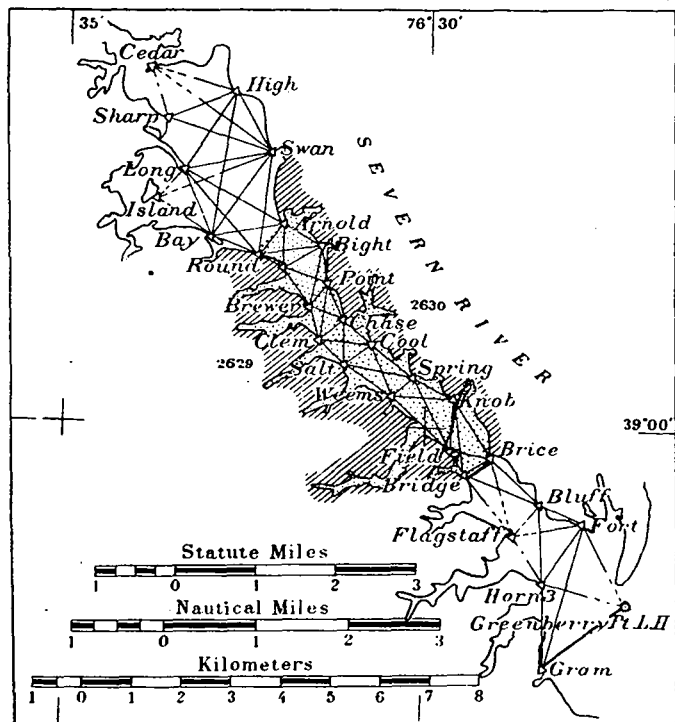 35′
76°30′
Cedar
High
Sharp
Swan
Long
Island
SEVERN RIVER
Arnold
Bay
Bight
Round
Point
Brewer
2630
Chase
Clem
Cool
2629
Salt
Spring
Weems
Knob
39°00′
Field
Brice
Bridge
Bluff
Flagstaff
Fort
Statute Miles
1 0 1 2 3
Horn 3
Nautical Miles
Greenberry Pt. L.H
1 0 1 2 3
Kilometers
Gram
1 0 1 2 3 4 5 6 7 8